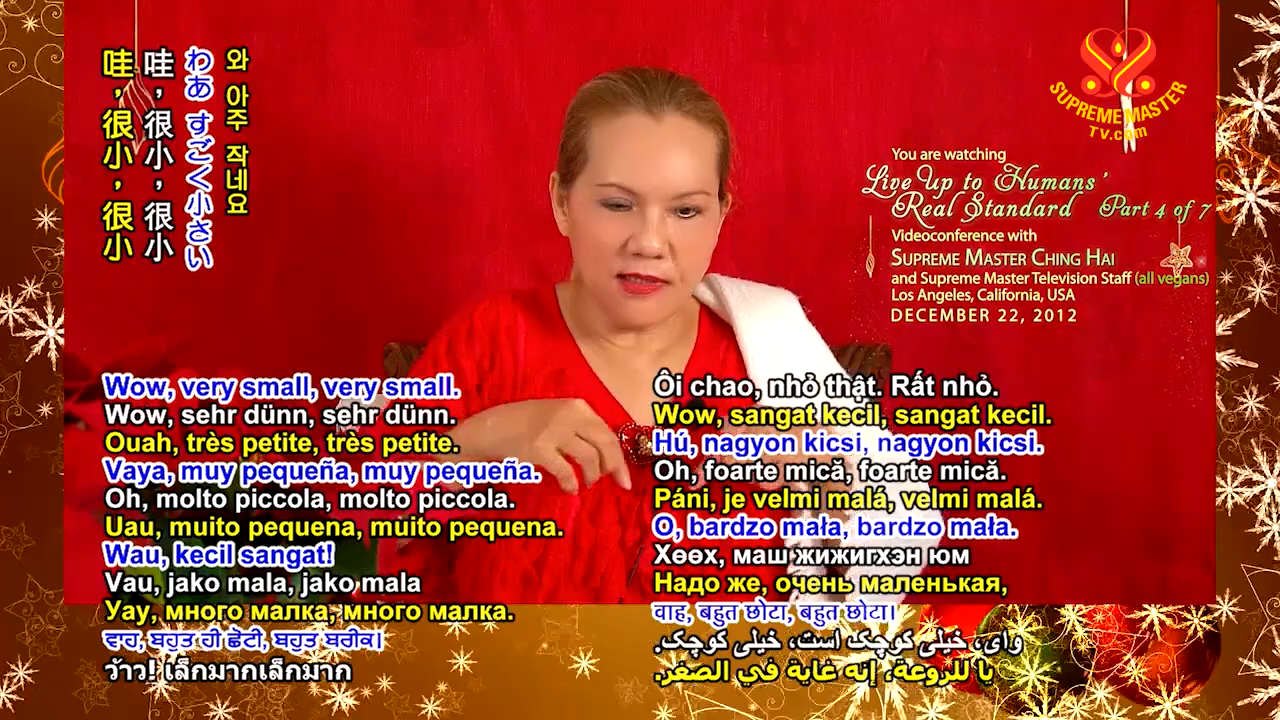 와 아주 작네요
わあ すごく小さい
哇，很小，很小
哇，很小，很小
SUPREME MASTER
TV.com
You are watching
Live Up to Humans'
Real Standard Part 4 of 7
Videoconference with
SUPREME MASTER CHING HAI
and Supreme Master Television Staff (all vegans)
Los Angeles, California, USA
DECEMBER 22, 2012
Wow, very small, very small.
Wow, sehr dünn, sehr dünn.
Ouah, très petite, très petite.
Vaya, muy pequeña, muy pequeña.
Oh, molto piccola, molto piccola.
Uau, muito pequena, muito pequena.
Wau, kecil sangat!
Vau, jako mala, jako mala
Уау, много малка, много малка.
ਵਾਹ, ਬਹੁਤ ਹੀ ਛੋਟੀ, ਬਹੁਤ ਬਰੀਕ।
ว้าว! เล็กมากเล็กมาก
Ôi chao, nhỏ thật. Rất nhỏ.
Wow, sangat kecil, sangat kecil.
Hú, nagyon kicsi, nagyon kicsi.
Oh, foarte mică, foarte mică.
Páni, je velmi malá, velmi malá.
O, bardzo mała, bardzo mała.
Хөөх, маш жижигхэн юм
Надо же, очень маленькая,
वाह, बहुत छोटा, बहुत छोटा।
وای، خیلی کوچک است، خیلی کوچک.
يا للروعة، إنه غاية في الصغر.